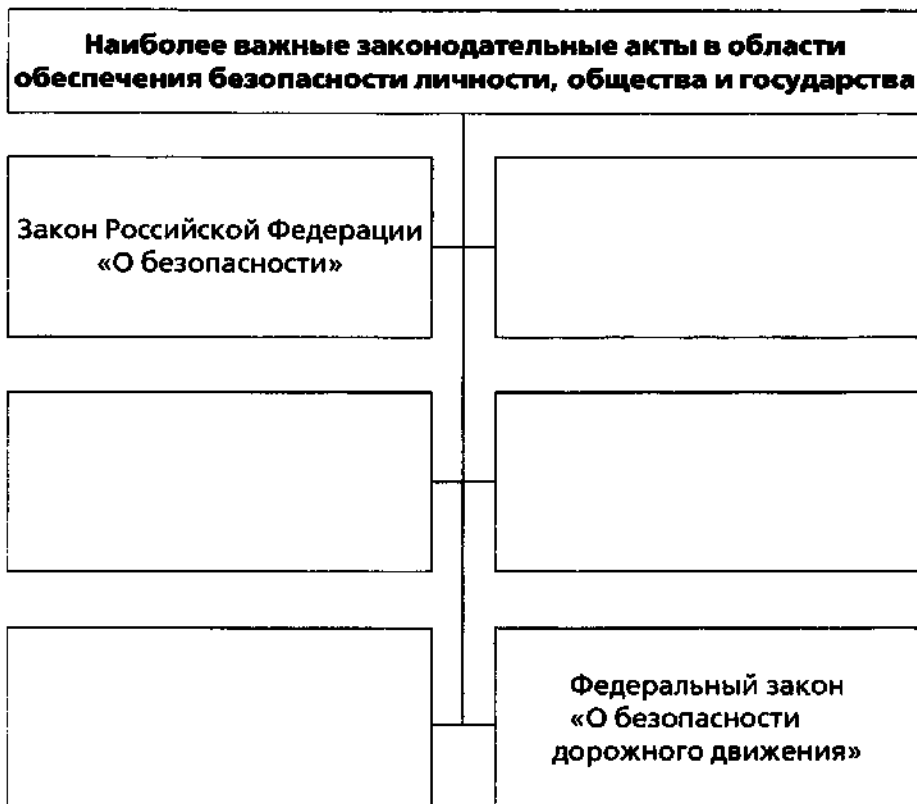 Наиболее важные законодательные акты в области
обеспечения безопасности личности, общества и государства
Закон Российской Федерации
«О безопасности»
Федеральный закон
«О безопасности
дорожного движения»